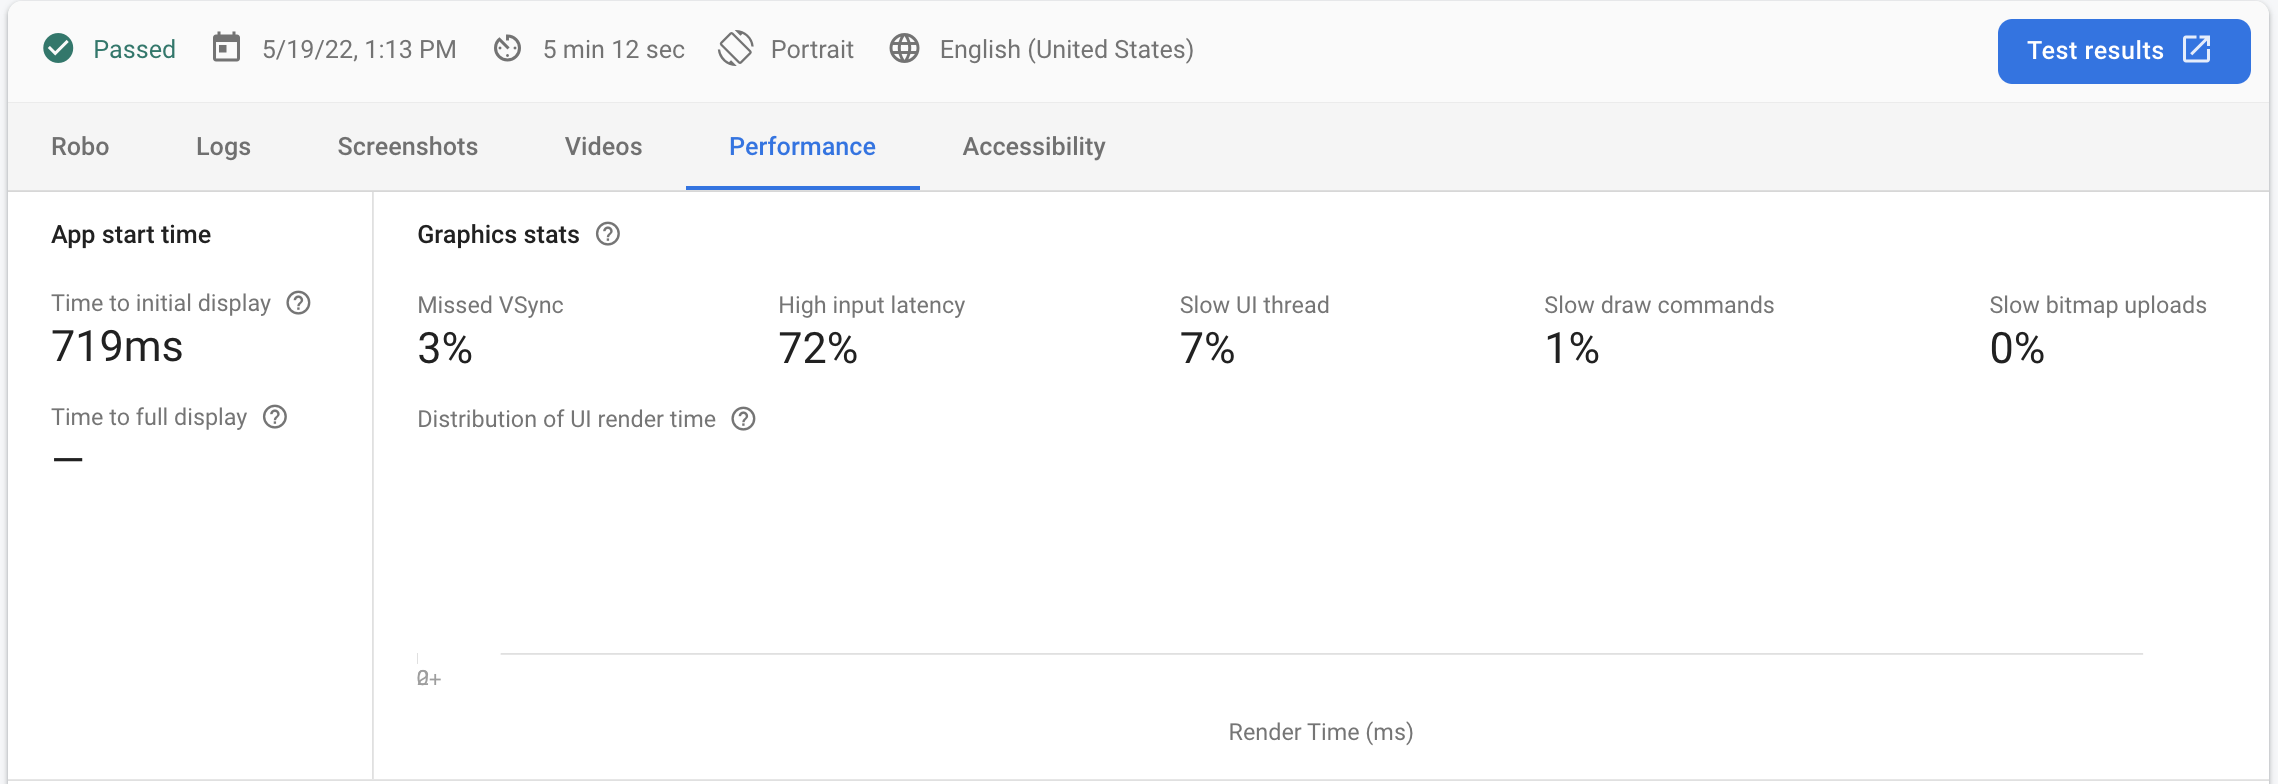 Passed 5/19/22, 1:13 PM 5 min 12 sec Portrait English (United States) Test results
Robo Logs Screenshots Videos Performance Accessibility
App start time
Time to initial display
719ms
Time to full display
—
Graphics stats
Missed VSync High input latency Slow UI thread Slow draw commands Slow bitmap uploads
3% 72% 7% 1% 0%
Distribution of UI render time
Render Time (ms)